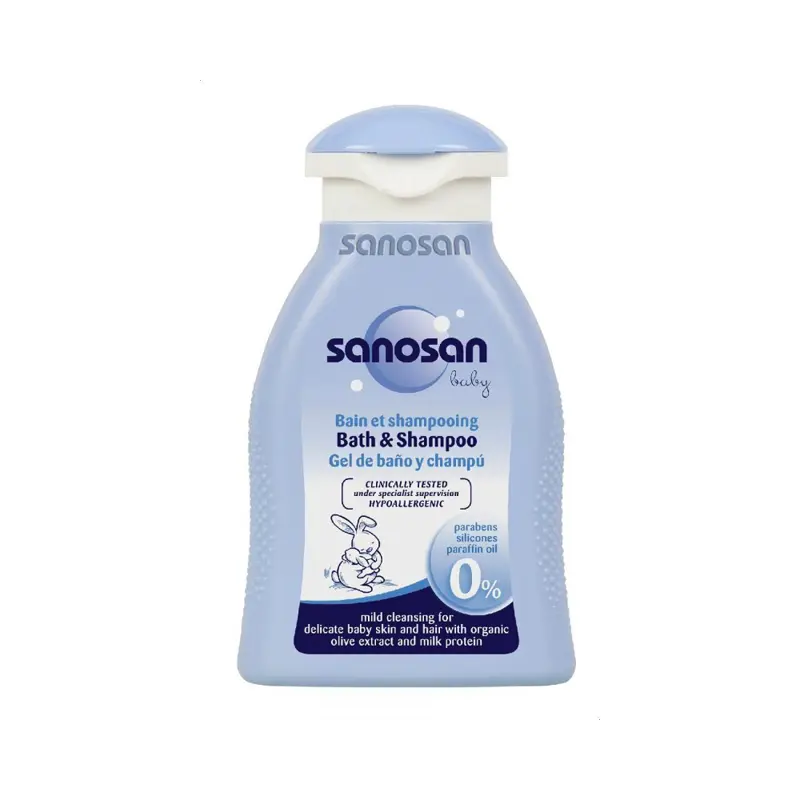 sanosan
sanosan
baby
Bain et shampooing
Bath & Shampoo
Gel de baño y champú
CLINICALLY TESTED
under specialist supervision
HYPOALLERGENIC
parabens
silicones
paraffin oil
0%
mild cleansing for
delicate baby skin and hair with organic
olive extract and milk protein